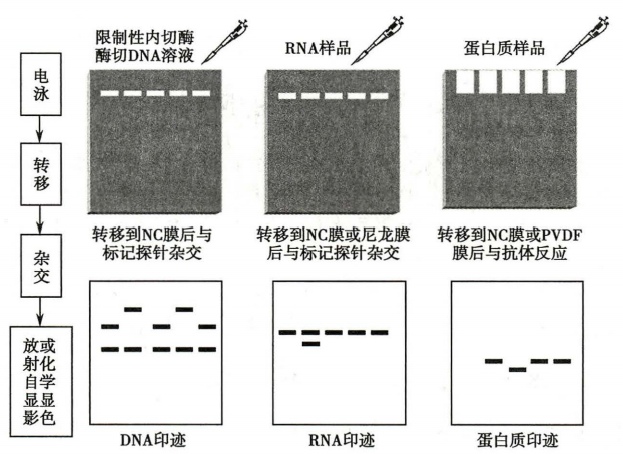 电泳
转移
杂交
放或
射化
自学
显显
影色
限制性内切酶
酶切DNA溶液
RNA样品
蛋白质样品
转移到NC膜后与
标记探针杂交
转移到NC膜或尼龙膜
后与标记探针杂交
转移到NC膜或PVDF
膜后与抗体反应
DNA印迹
RNA印迹
蛋白质印迹